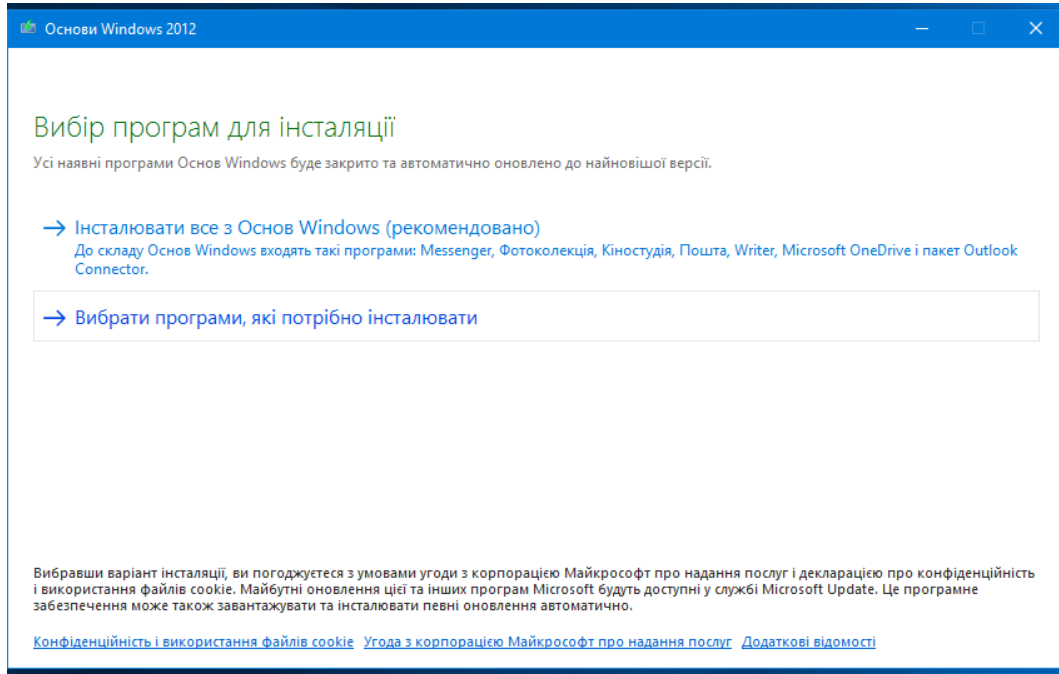 Основи Windows 2012
Вибір програм для інсталяції
Усі наявні програми Основ Windows буде закрито та автоматично оновлено до найновішої версії.
Інсталювати все з Основ Windows (рекомендовано)
До складу Основ Windows входять такі програми: Messenger, Фотоколекція, Кіностудія, Пошта, Writer, Microsoft OneDrive і пакет Outlook
Connector.
Вибрати програми, які потрібно інсталювати
Вибравши варіант інсталяції, ви погоджуєтеся з умовами угоди з корпорацією Майкрософт про надання послуг і декларацією про конфіденційність
і використання файлів cookie. Майбутні оновлення цієї та інших програм Microsoft будуть доступні у службі Microsoft Update. Це програмне
забезпечення може також завантажувати та інсталювати певні оновлення автоматично.
Конфіденційність і використання файлів cookie Угода з корпорацією Майкрософт про надання послуг Додаткові відомості